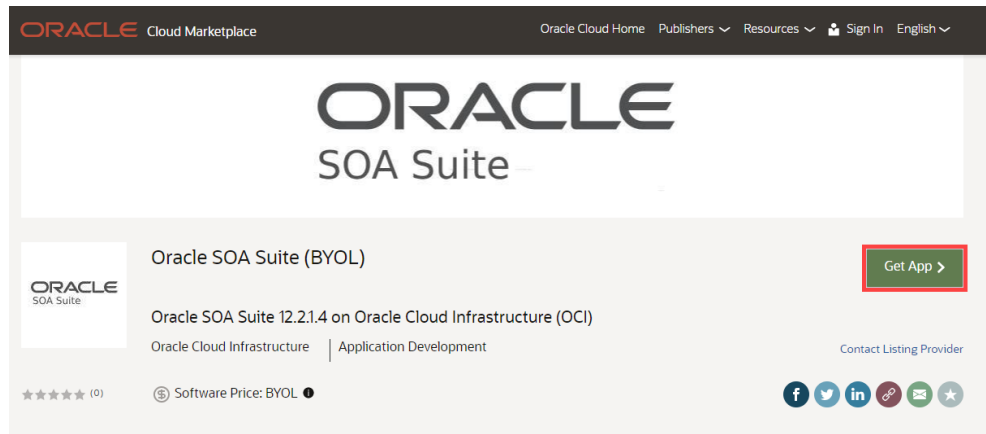 ORACLE Cloud Marketplace Oracle Cloud Home Publishers Resources Sign In English
ORACLE
SOA Suite
ORACLE
SOA Suite
Oracle SOA Suite (BYOL)
Get App
Oracle SOA Suite 12.2.1.4 on Oracle Cloud Infrastructure (OCI)
Oracle Cloud Infrastructure Application Development
Contact Listing Provider
(0) Software Price: BYOL